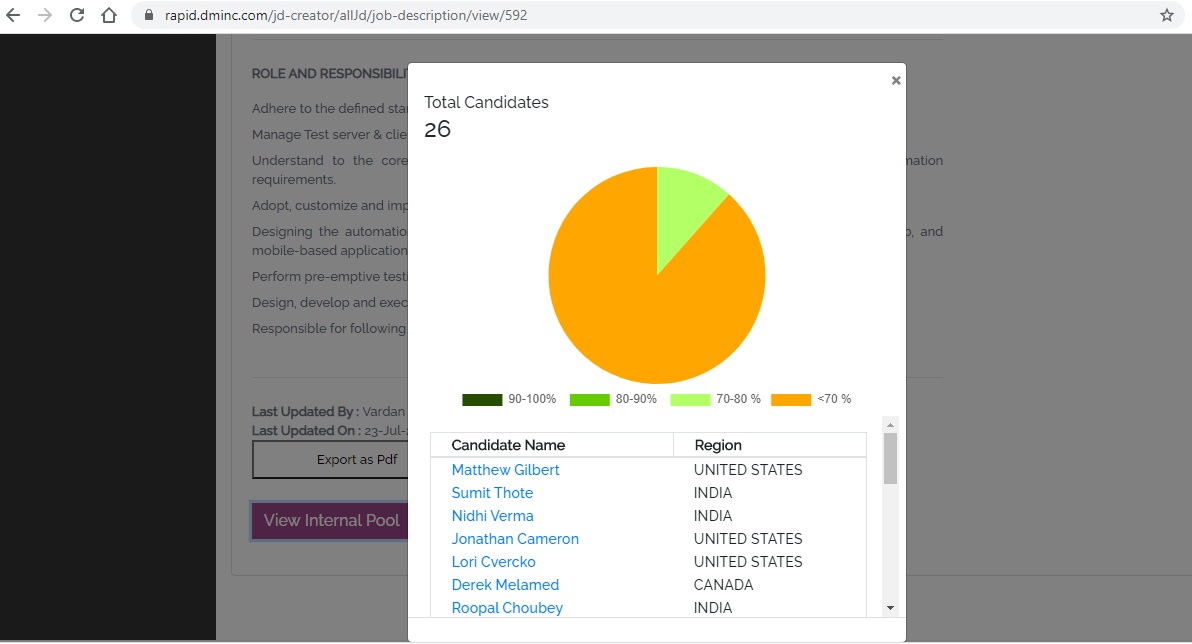 rapid.dminc.com/jd-creator/allJd/job-description/view/592
ROLE AND RESPONSIBILI
Adhere to the defined sta
Manage Test server & clie
Understand to the core
mation
requirements.
Adopt, customize and imp
Designing the automatio
, and
mobile-based application
Perform pre-emptive testi
Design, develop and exec
Responsible for following
Last Updated By : Vardan
Last Updated On : 23-Jul-
Export as Pdf
View Internal Pool
×
Total Candidates
26
90-100% 80-90% 70-80 % <70 %
Candidate Name Region
Matthew Gilbert UNITED STATES
Sumit Thote INDIA
Nidhi Verma INDIA
Jonathan Cameron UNITED STATES
Lori Cvercko UNITED STATES
Derek Melamed CANADA
Roopal Choubey INDIA